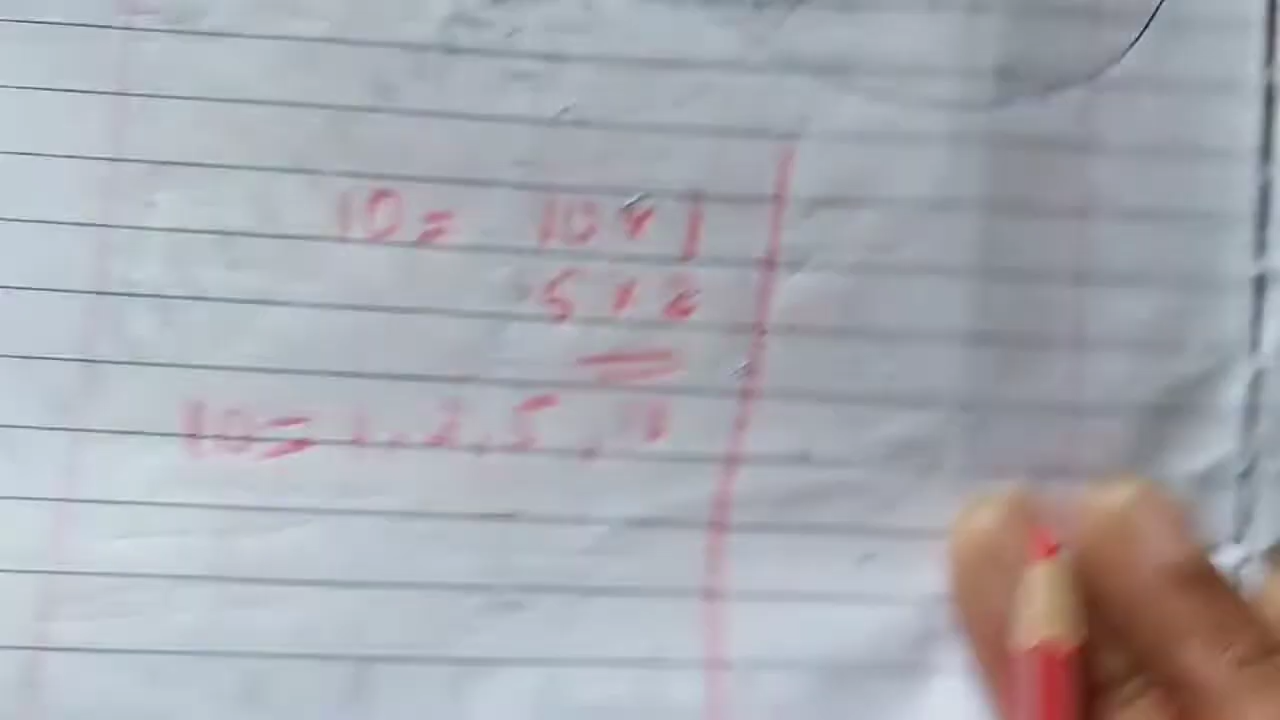 10 = 10 × 1
5 × 2
10 = 1, 2, 5, 10